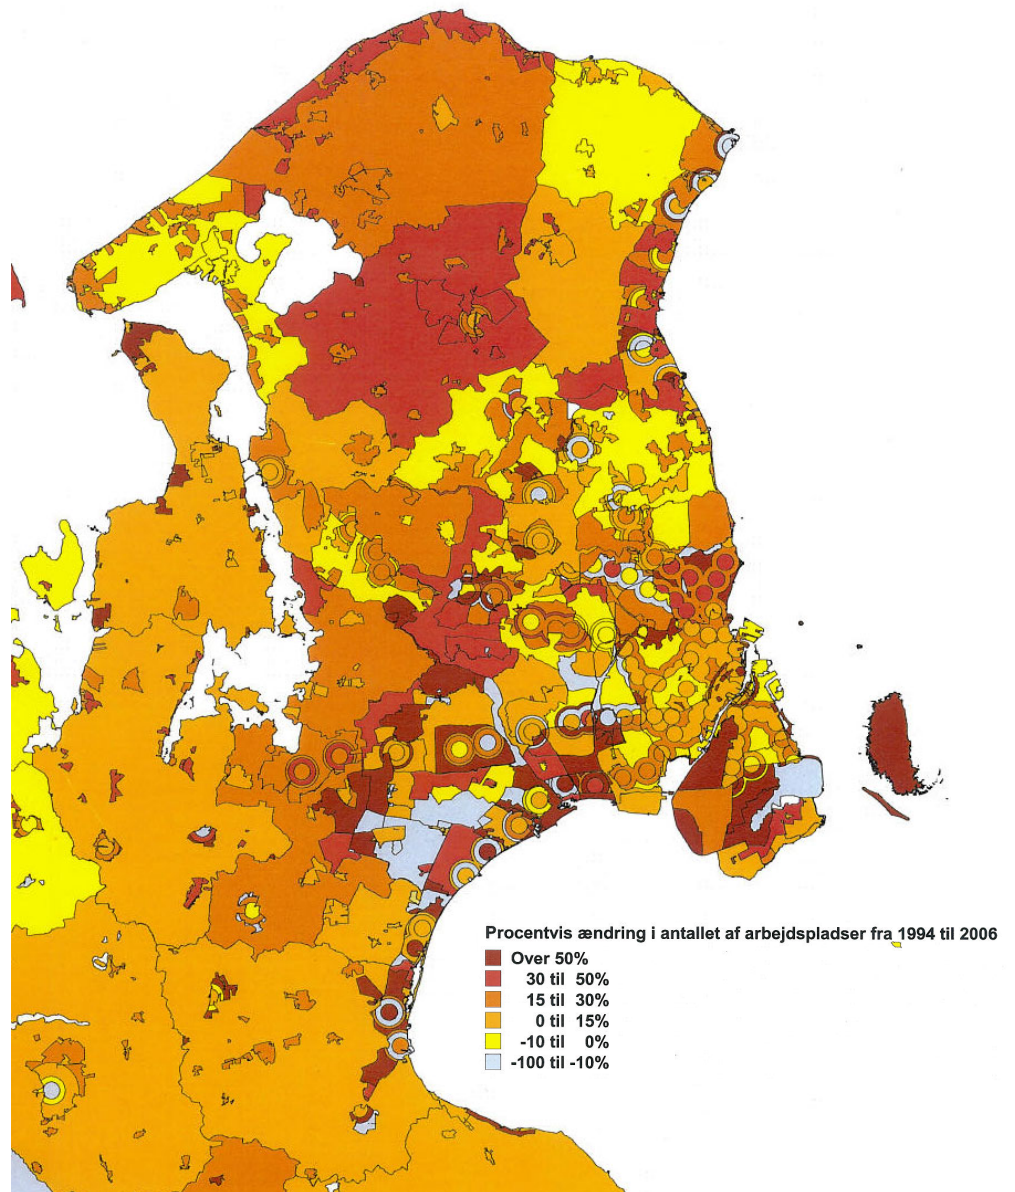 Procentvis ændring i antallet af arbejdspladser fra 1994 til 2006
Over 50%
30 til 50%
15 til 30%
0 til 15%
-10 til 0%
-100 til -10%